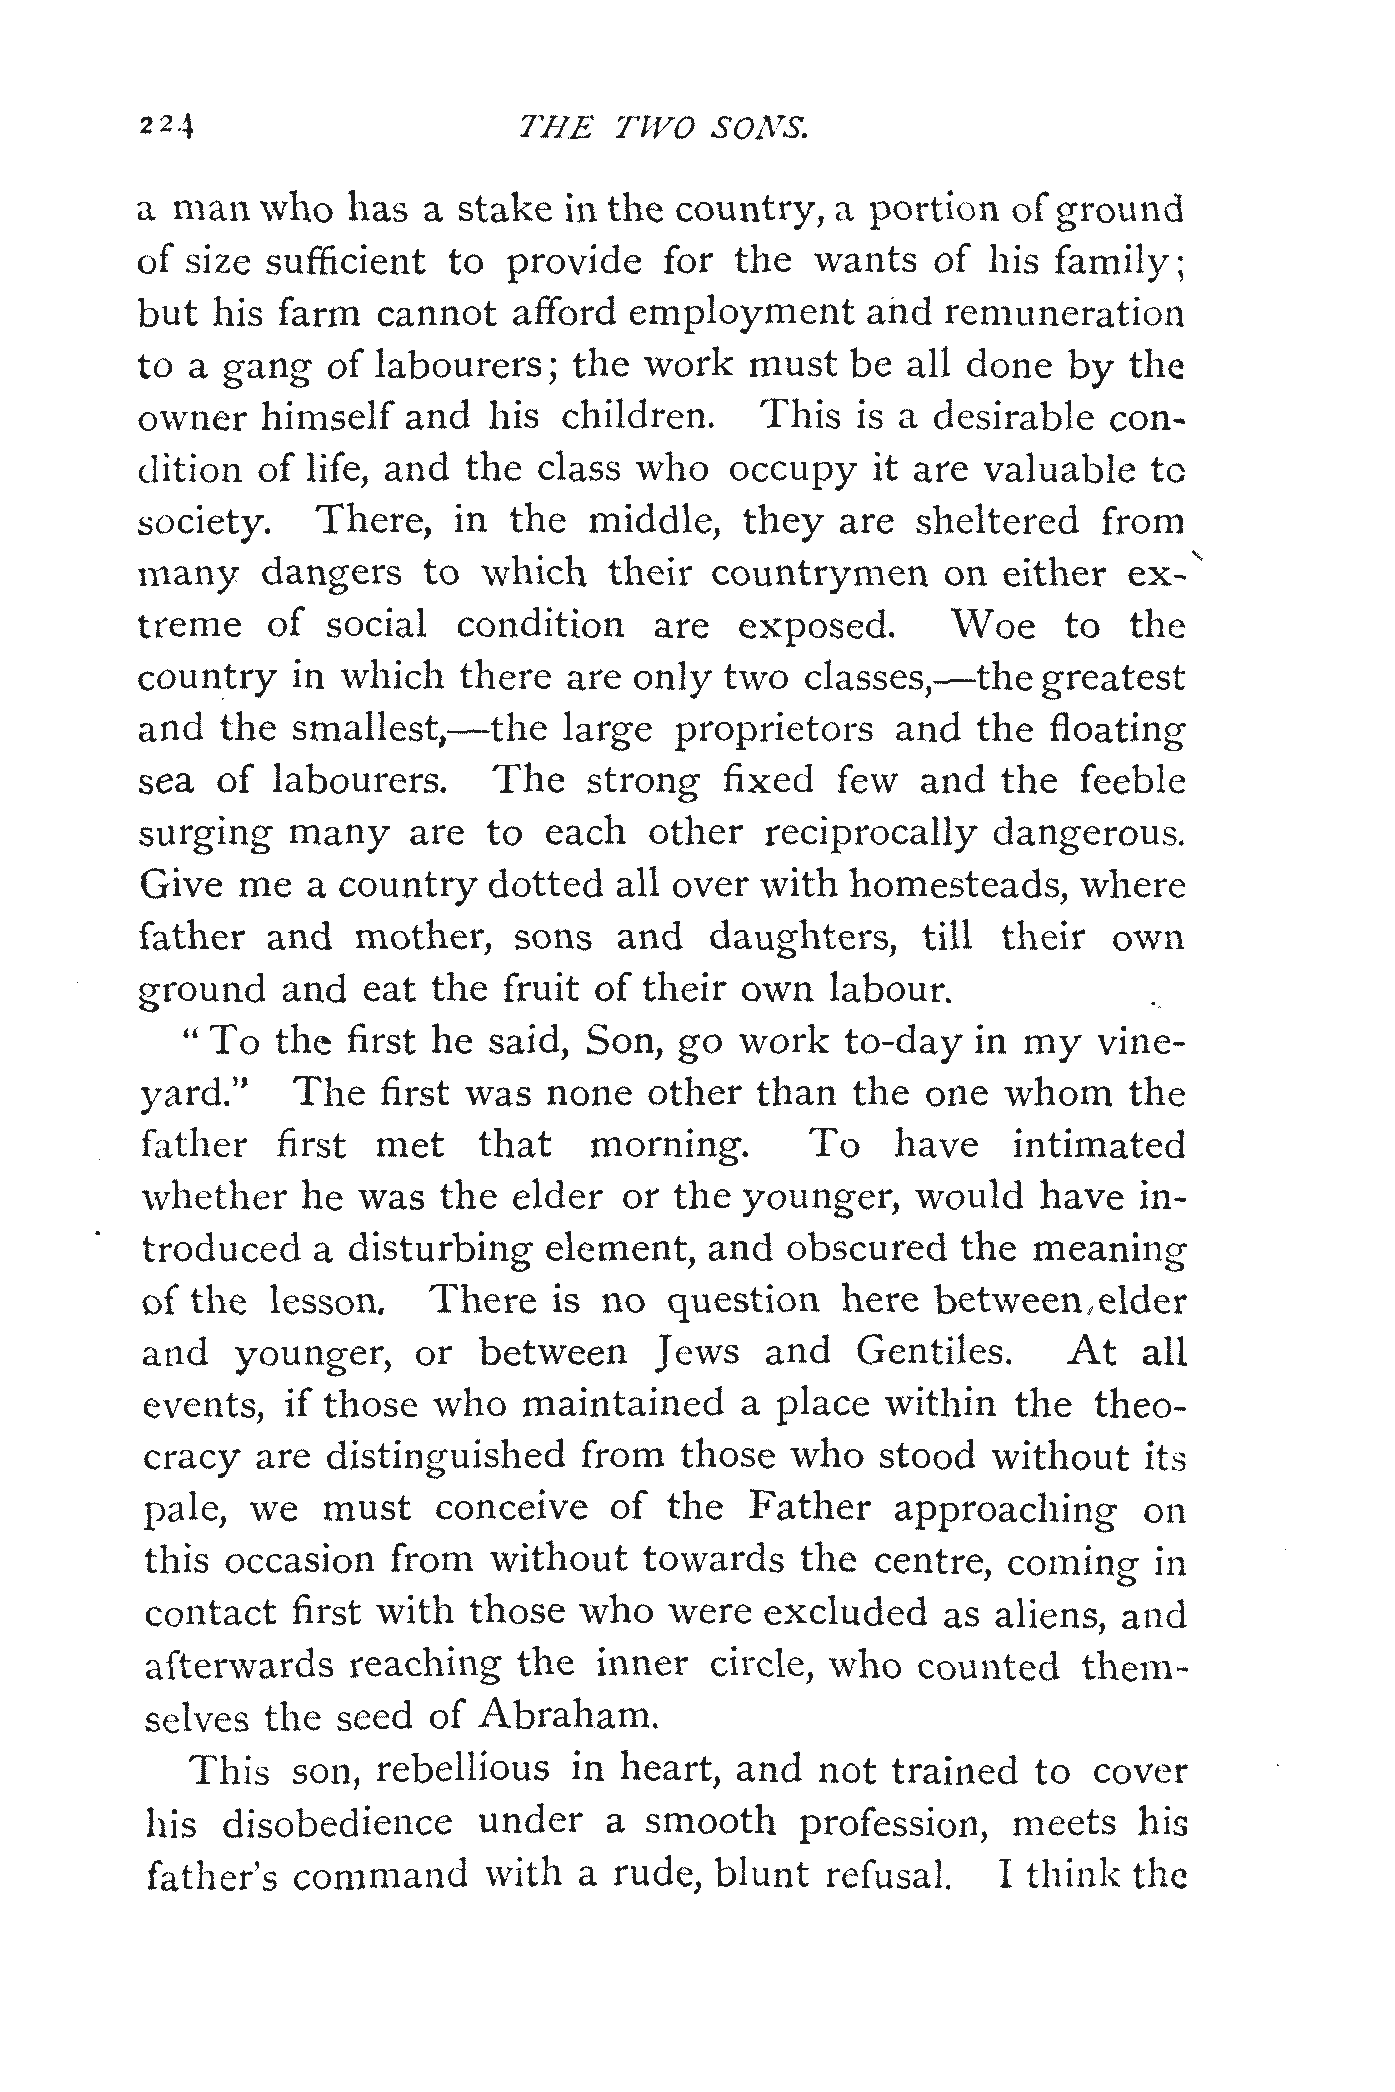 224 THE TWO SONS.
a man who has a stake in the country, a portion of ground
of size sufficient to provide for the wants of his family;
but his farm cannot afford employment and remuneration
to a gang of labourers; the work must be all done by the
owner himself and his children. This is a desirable con-
dition of life, and the class who occupy it are valuable to
society. There, in the middle, they are sheltered from
many dangers to which their countrymen on either ex-
treme of social condition are exposed. Woe to the
country in which there are only two classes,—the greatest
and the smallest,—the large proprietors and the floating
sea of labourers. The strong fixed few and the feeble
surging many are to each other reciprocally dangerous.
Give me a country dotted all over with homesteads, where
father and mother, sons and daughters, till their own
ground and eat the fruit of their own labour.
“To the first he said, Son, go work to-day in my vine-
yard.” The first was none other than the one whom the
father first met that morning. To have intimated
whether he was the elder or the younger, would have in-
troduced a disturbing element, and obscured the meaning
of the lesson. There is no question here between elder
and younger, or between Jews and Gentiles. At all
events, if those who maintained a place within the theo-
cracy are distinguished from those who stood without its
pale, we must conceive of the Father approaching on
this occasion from without towards the centre, coming in
contact first with those who were excluded as aliens, and
afterwards reaching the inner circle, who counted them-
selves the seed of Abraham.
This son, rebellious in heart, and not trained to cover
his disobedience under a smooth profession, meets his
father's command with a rude, blunt refusal. I think the